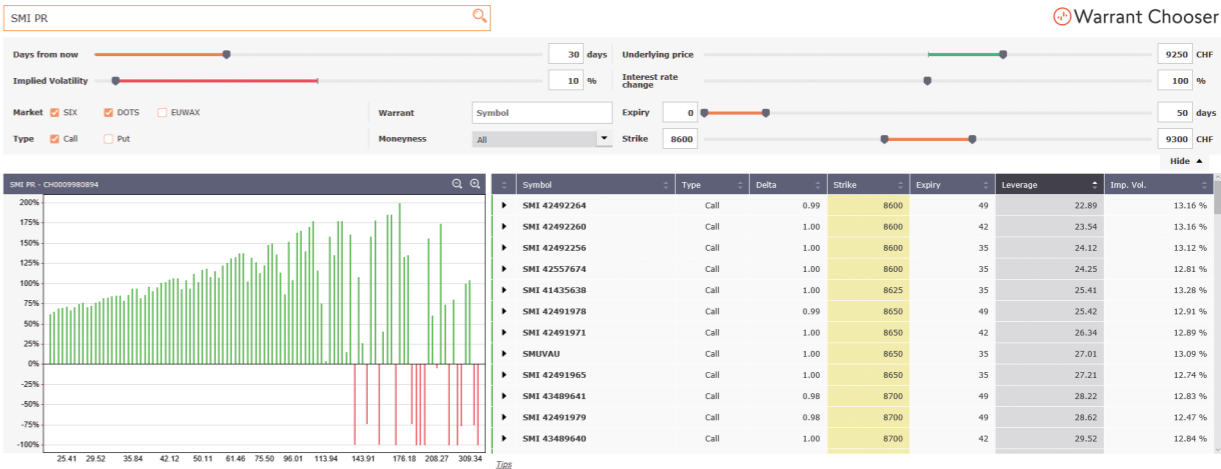 SMI PR
Warrant Chooser
Days from now 30 days Underlying price 9250 CHF
Implied Volatility 10 % Interest rate change 100 %
Market SIX DOTS EUWAX Warrant Symbol Expiry 0 50 days
Type Call Put Moneyness All Strike 8600 9300 CHF
Hide
SMI PR - CH0009980894
200%
175%
150%
125%
100%
75%
50%
25%
0%
-25%
-50%
-75%
-100%
25.41 29.52 35.84 42.12 50.11 61.46 75.50 96.01 113.94 143.91 176.18 208.27 309.34
Symbol Type Delta Strike Expiry Leverage Imp. Vol.
SMI 42492264 Call 0.99 8600 49 22.89 13.16 %
SMI 42492260 Call 1.00 8600 42 23.54 13.16 %
SMI 42492256 Call 1.00 8600 35 24.12 13.12 %
SMI 42557674 Call 1.00 8600 35 24.25 12.81 %
SMI 41435638 Call 1.00 8625 35 25.41 13.28 %
SMI 42491978 Call 0.99 8650 49 25.42 12.91 %
SMI 42491971 Call 1.00 8650 42 26.34 12.89 %
SMUVAU Call 1.00 8650 35 27.01 13.09 %
SMI 42491965 Call 1.00 8650 35 27.21 12.74 %
SMI 43489641 Call 0.98 8700 49 28.22 12.83 %
SMI 42491979 Call 0.98 8700 49 28.62 12.47 %
SMI 43489640 Call 1.00 8700 42 29.52 12.84 %
Tips